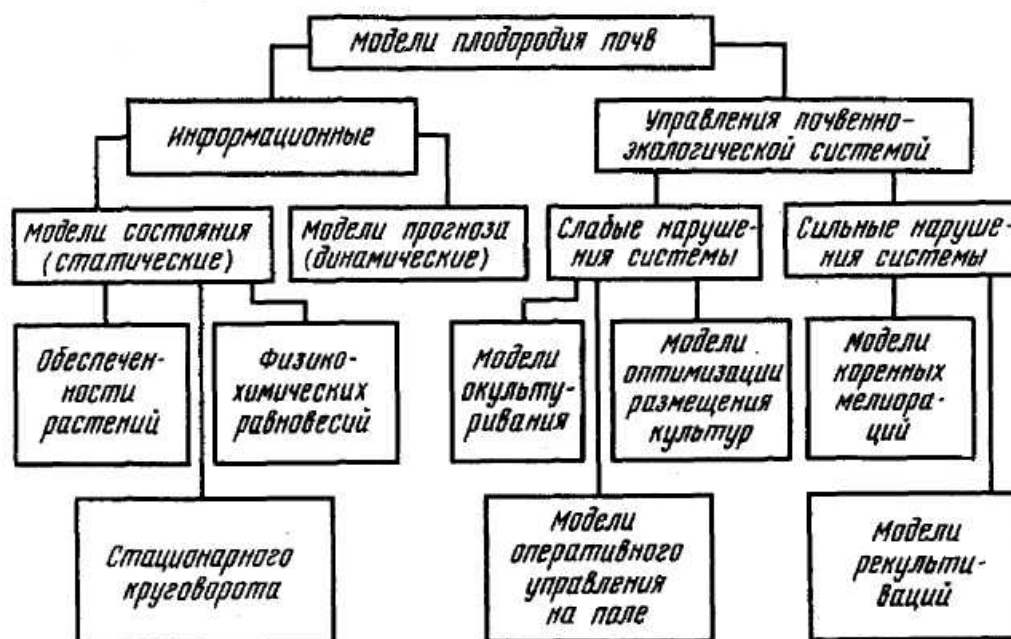 Модели плодородия почв
Информационные
Управления почвенно-
экологической системой
Модели состояния
(статические)
Модели прогноза
(динамические)
Слабые наруше-
ния системы
Сильные наруше-
ния системы
Обеспечен-
ности
растений
Физико-
химических
равновесий
Модели
окульту-
ривания
Модели
оптимизации
размещения
культур
Модели
коренных
мелиора-
ций
Стационарного
круговорота
Модели
оперативного
управления
на поле
Модели
рекульти-
ваций